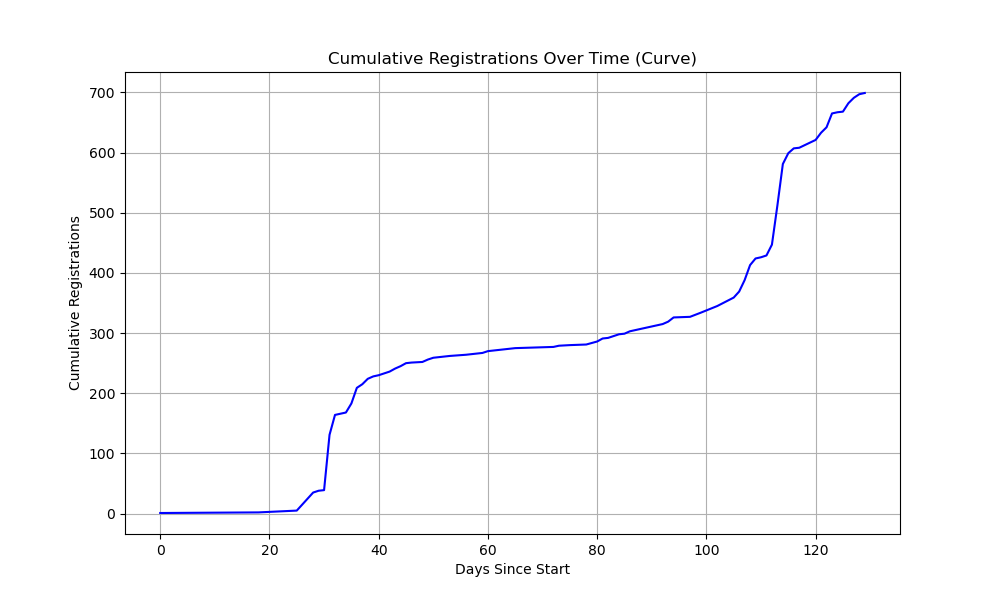 Cumulative Registrations Over Time (Curve)
700
600
500
400
300
200
100
0
Cumulative Registrations
0 20 40 60 80 100 120
Days Since Start